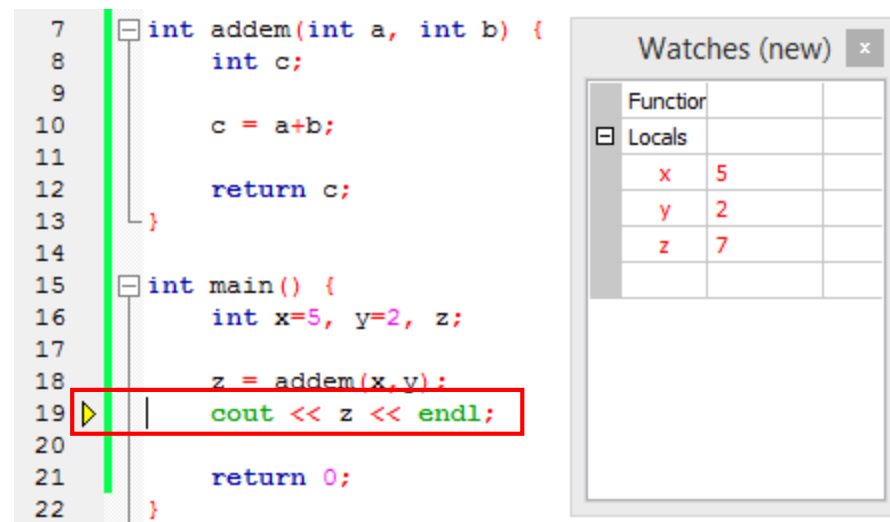 7 int addem(int a, int b) {
8 int c;
9
10 c = a+b;
11
12 return c;
13 }
14
15 int main() {
16 int x=5, y=2, z;
17
18 z = addem(x,y);
19 cout << z << endl;
20
21 return 0;
22 }
Watches (new) x
Function
Locals
x 5
y 2
z 7